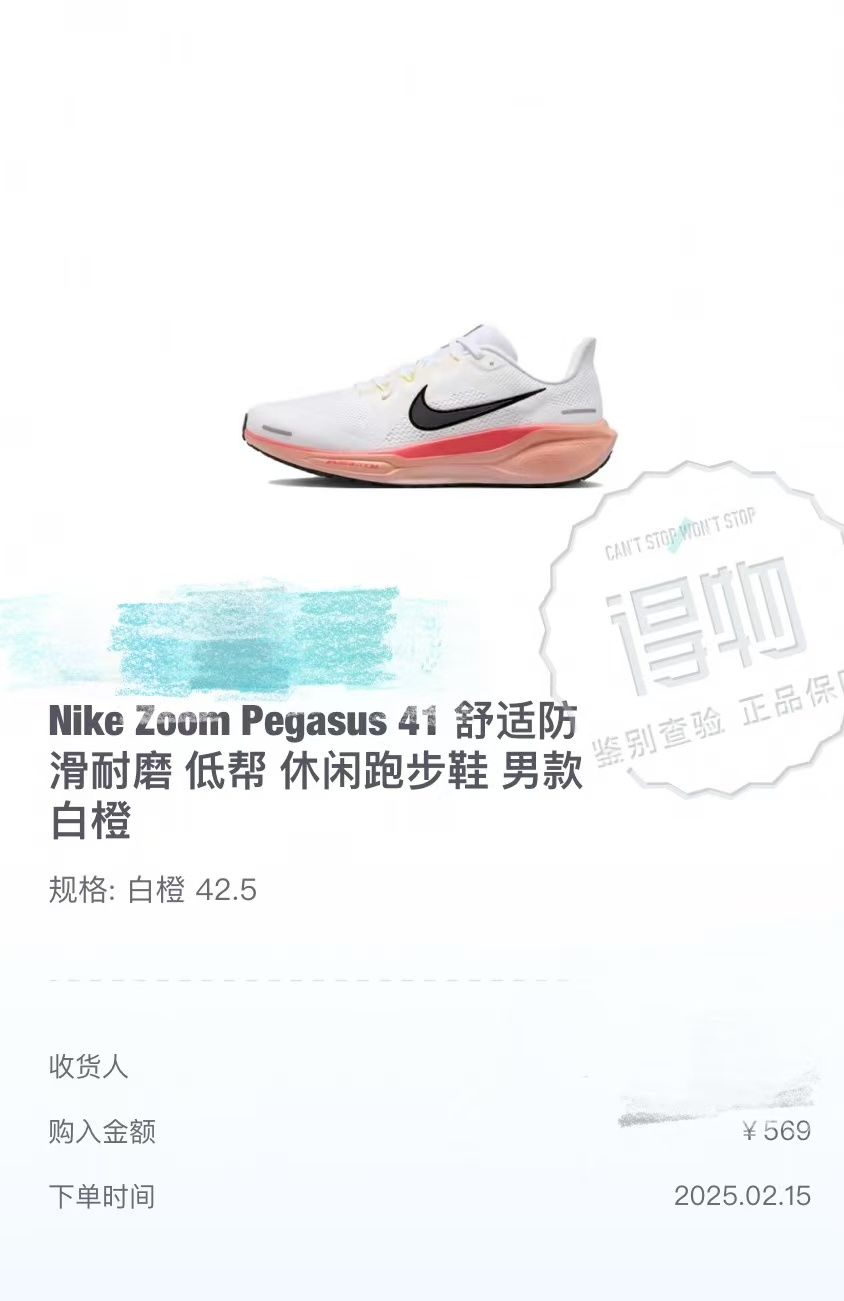 CAN'T STOP WON'T STOP
得物
鉴别查验 正品保
Nike Zoom Pegasus 41 舒适防
滑耐磨 低帮 休闲跑步鞋 男款
白橙
规格: 白橙 42.5
收货人
购入金额
¥569
下单时间
2025.02.15